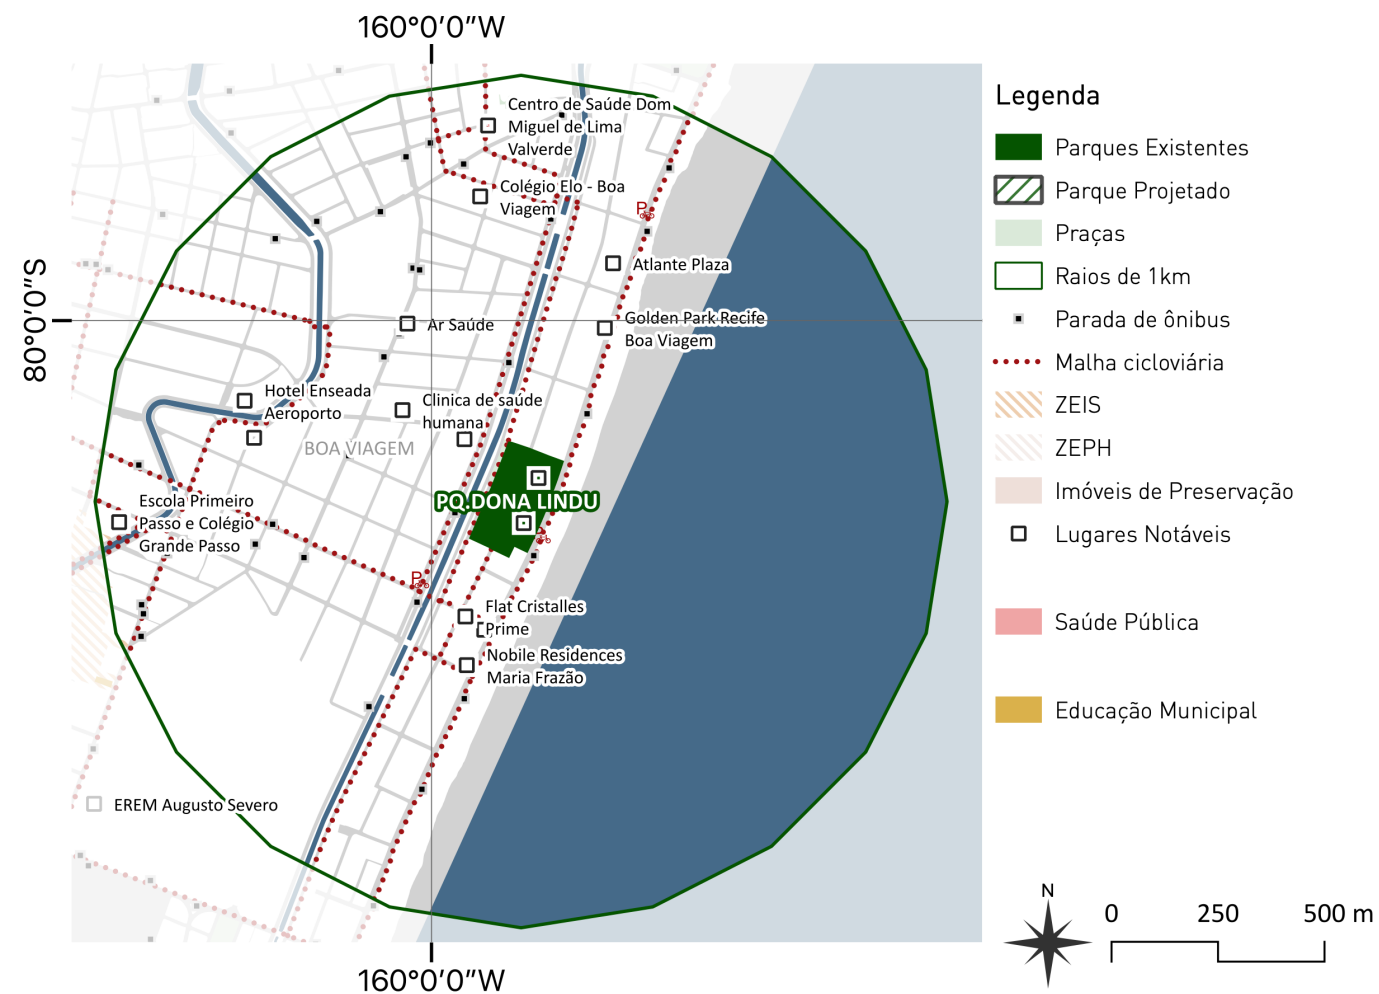 160°0'0"W
80°0'0"S
Centro de Saúde Dom
Miguel de Lima
Valverde
Colégio Elo - Boa
Viagem
P
Atlante Plaza
Golden Park Recife
Boa Viagem
Ar Saúde
Hotel Enseada
Aeroporto
Clinica de saúde
humana
BOA VIAGEM
PQ.DONA LINDU
Escola Primeiro
Passo e Colégio
Grande Passo
P
Flat Cristalles
Prime
Nobile Residences
Maria Frazão
EREM Augusto Severo
160°0'0"W
Legenda
Parques Existentes
Parque Projetado
Praças
Raios de 1km
Parada de ônibus
Malha cicloviária
ZEIS
ZEPH
Imóveis de Preservação
Lugares Notáveis
Saúde Pública
Educação Municipal
N
0 250 500 m